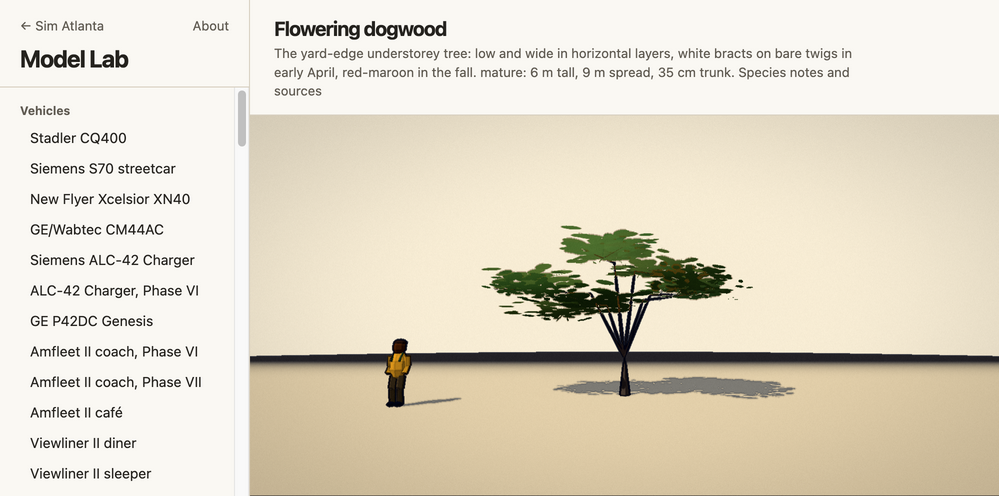 ← Sim Atlanta
About
Model Lab
Vehicles
Stadler CQ400
Siemens S70 streetcar
New Flyer Xcelsior XN40
GE/Wabtec CM44AC
Siemens ALC-42 Charger
ALC-42 Charger, Phase VI
GE P42DC Genesis
Amfleet II coach, Phase VI
Amfleet II coach, Phase VII
Amfleet II café
Viewliner II diner
Viewliner II sleeper
Flowering dogwood
The yard-edge understorey tree: low and wide in horizontal layers, white bracts on bare twigs in
early April, red-maroon in the fall. mature: 6 m tall, 9 m spread, 35 cm trunk. Species notes and
sources